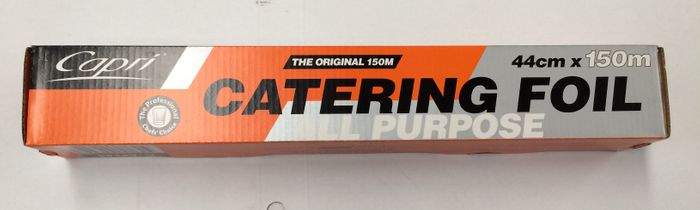 Capri
THE ORIGINAL 150M
44cm x 150m
CATERING FOIL
ALL PURPOSE
The Professional
Chefs' Choice